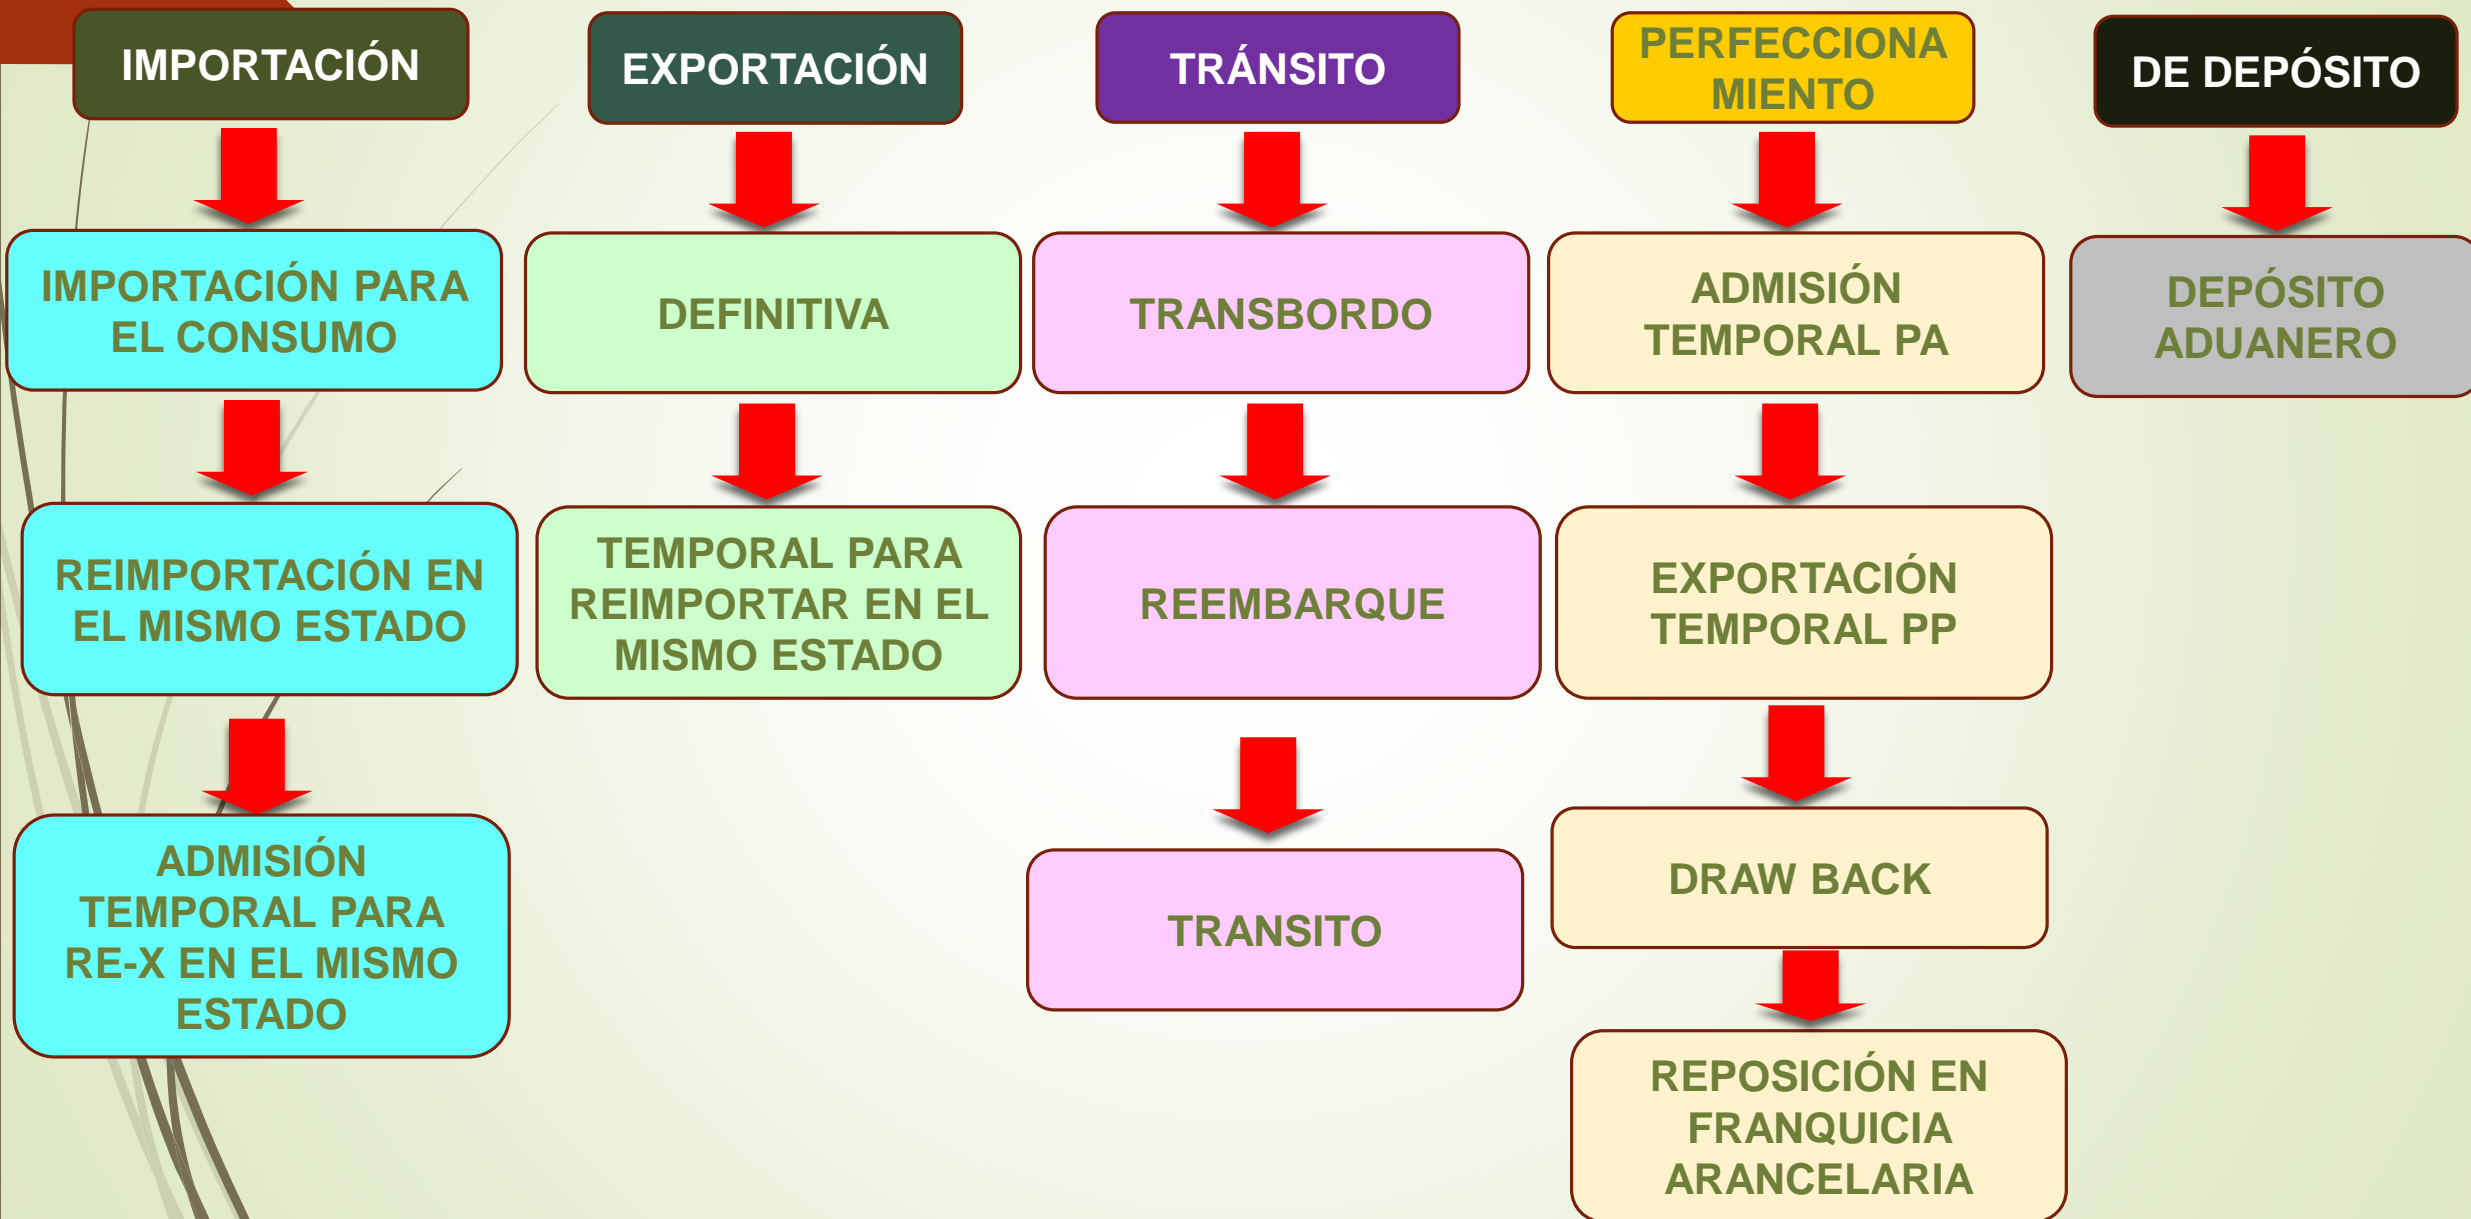 IMPORTACIÓN
IMPORTACIÓN PARA
EL CONSUMO
REIMPORTACIÓN EN
EL MISMO ESTADO
ADMISIÓN
TEMPORAL PARA
RE-X EN EL MISMO
ESTADO
EXPORTACIÓN
DEFINITIVA
TEMPORAL PARA
REIMPORTAR EN EL
MISMO ESTADO
TRÁNSITO
TRANSBORDO
REEMBARQUE
TRANSITO
PERFECCIONA
MIENTO
ADMISIÓN
TEMPORAL PA
EXPORTACIÓN
TEMPORAL PP
DRAW BACK
REPOSICIÓN EN
FRANQUICIA
ARANCELARIA
DE DEPÓSITO
DEPÓSITO
ADUANERO